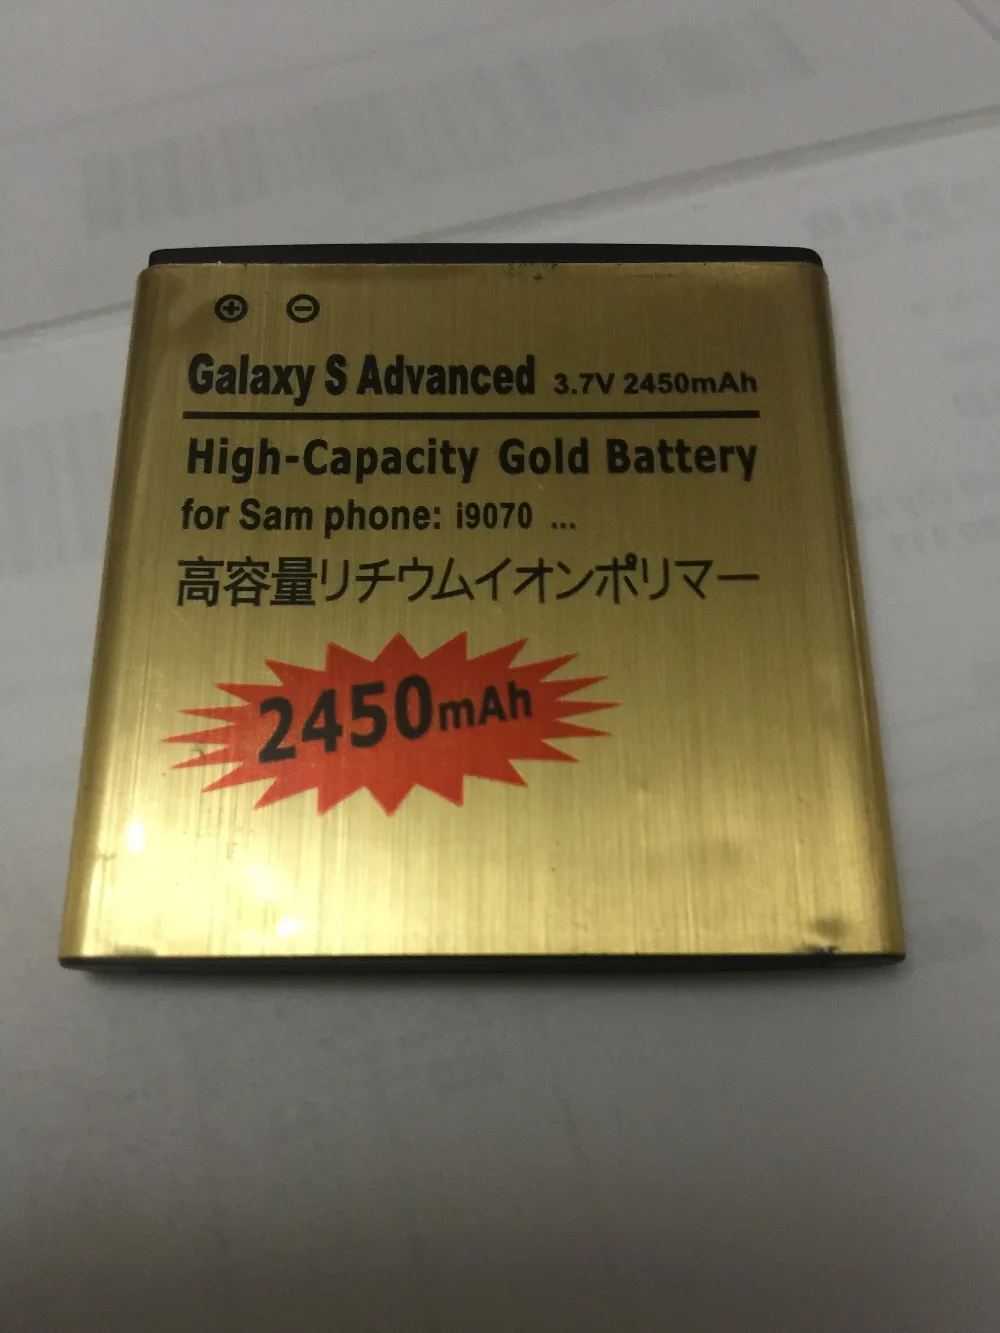 Galaxy S Advanced 3.7V 2450mAh
High-Capacity Gold Battery
for Sam phone: i9070 ...
高容量リチウムイオンポリマー
2450mAh